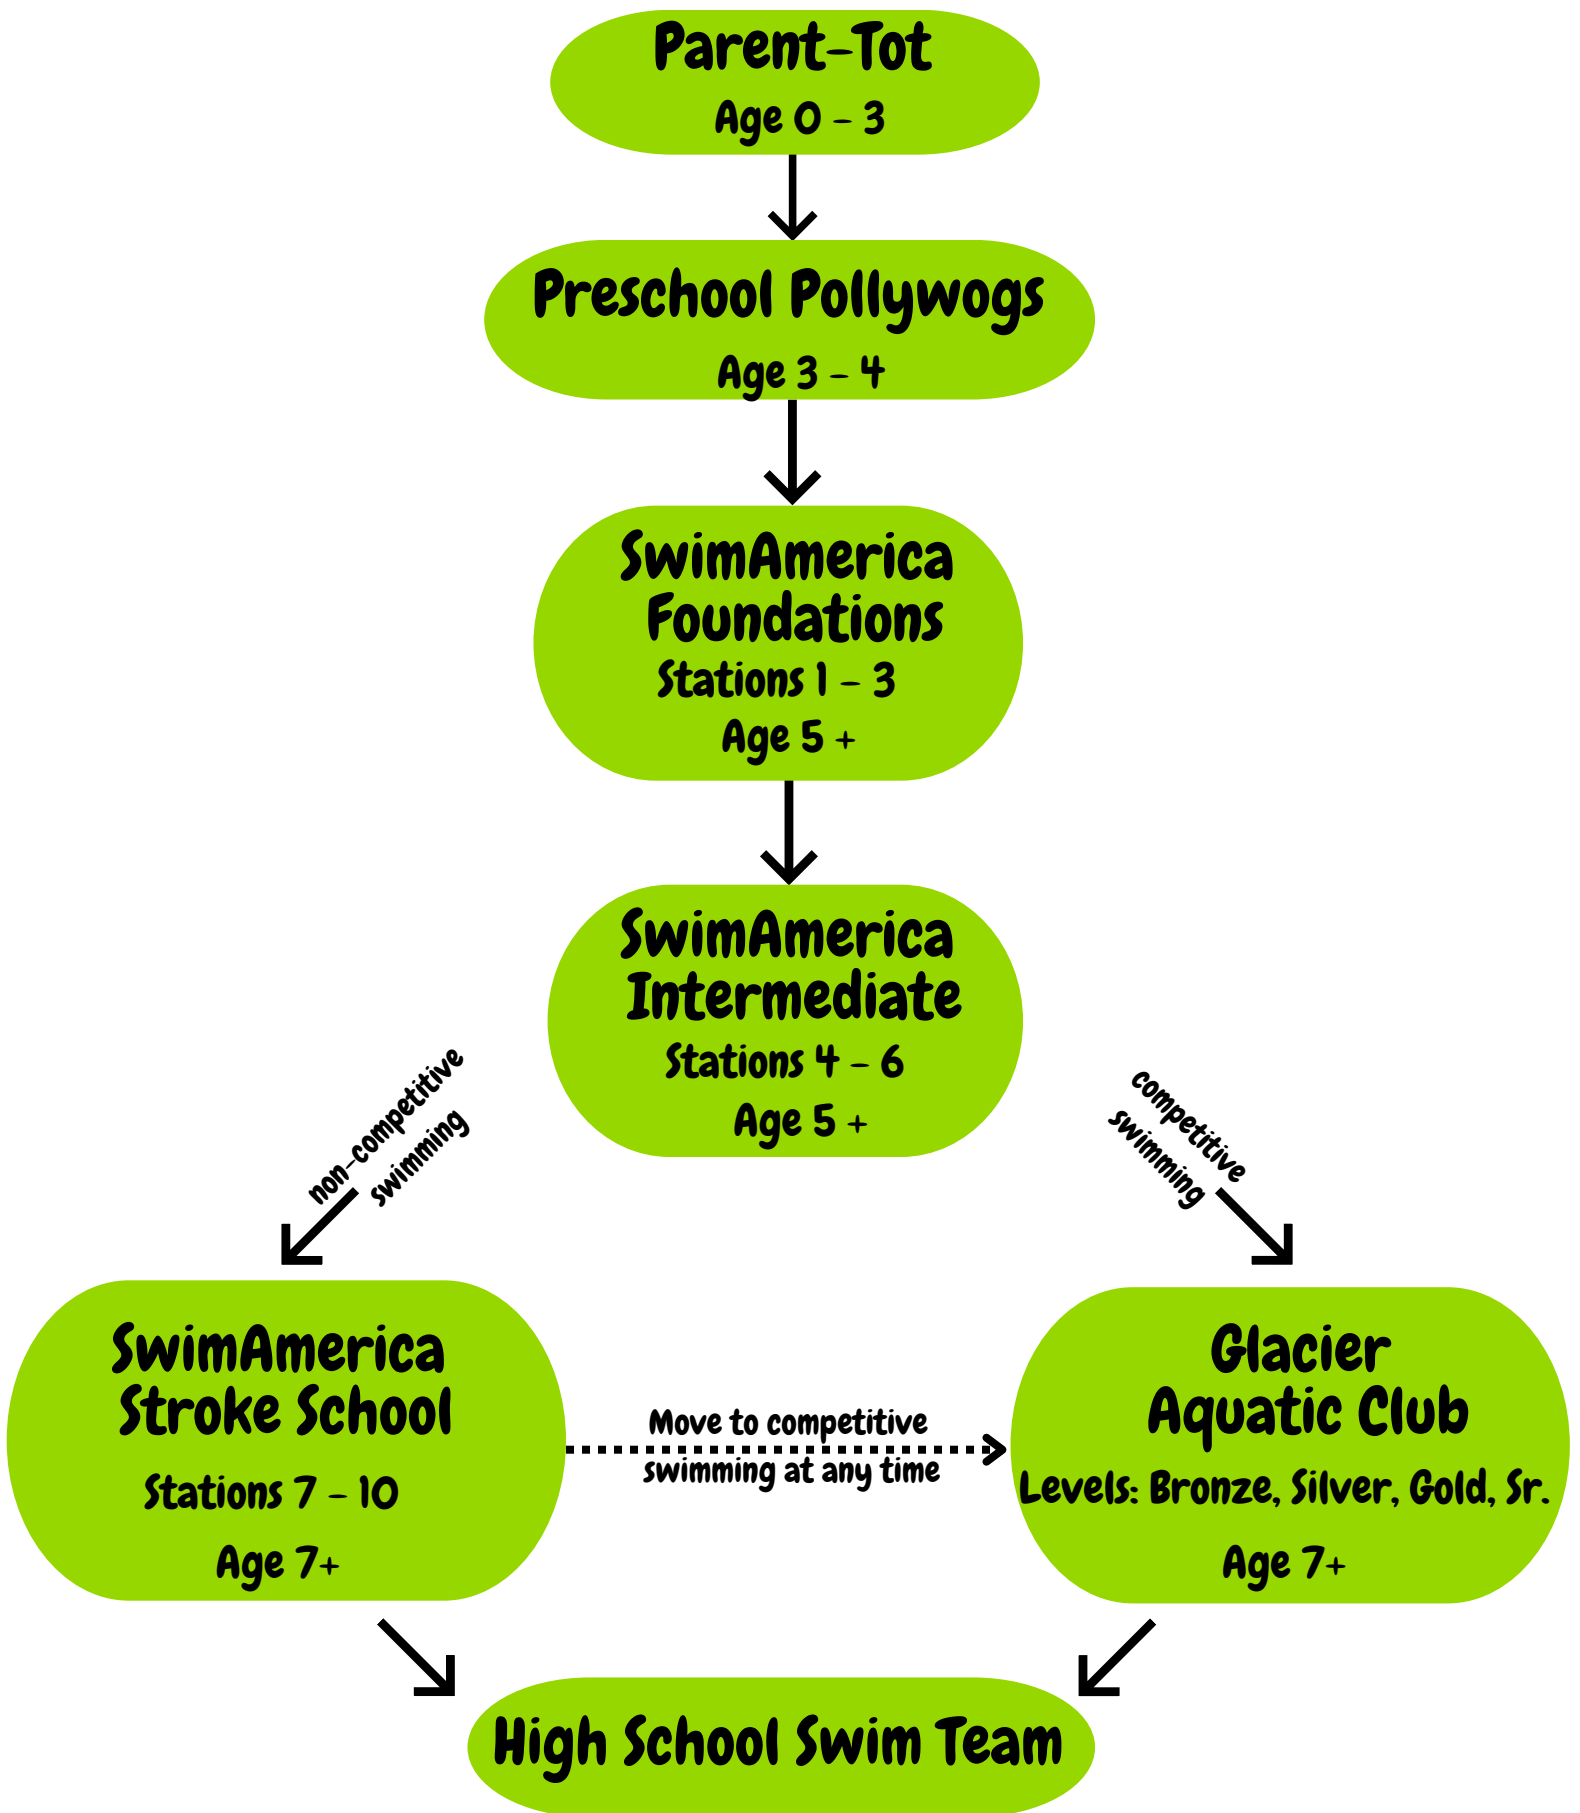 Parent-Tot
Age 0 - 3
Preschool Pollywogs
Age 3 - 4
SwimAmerica
Foundations
Stations 1 - 3
Age 5 +
SwimAmerica
Intermediate
Stations 4 - 6
Age 5 +
non-competitive
swimming
competitive
swimming
SwimAmerica
Stroke School
Stations 7 - 10
Age 7+
Move to competitive
swimming at any time
Glacier
Aquatic Club
Levels: Bronze, Silver, Gold, Sr.
Age 7+
High School Swim Team